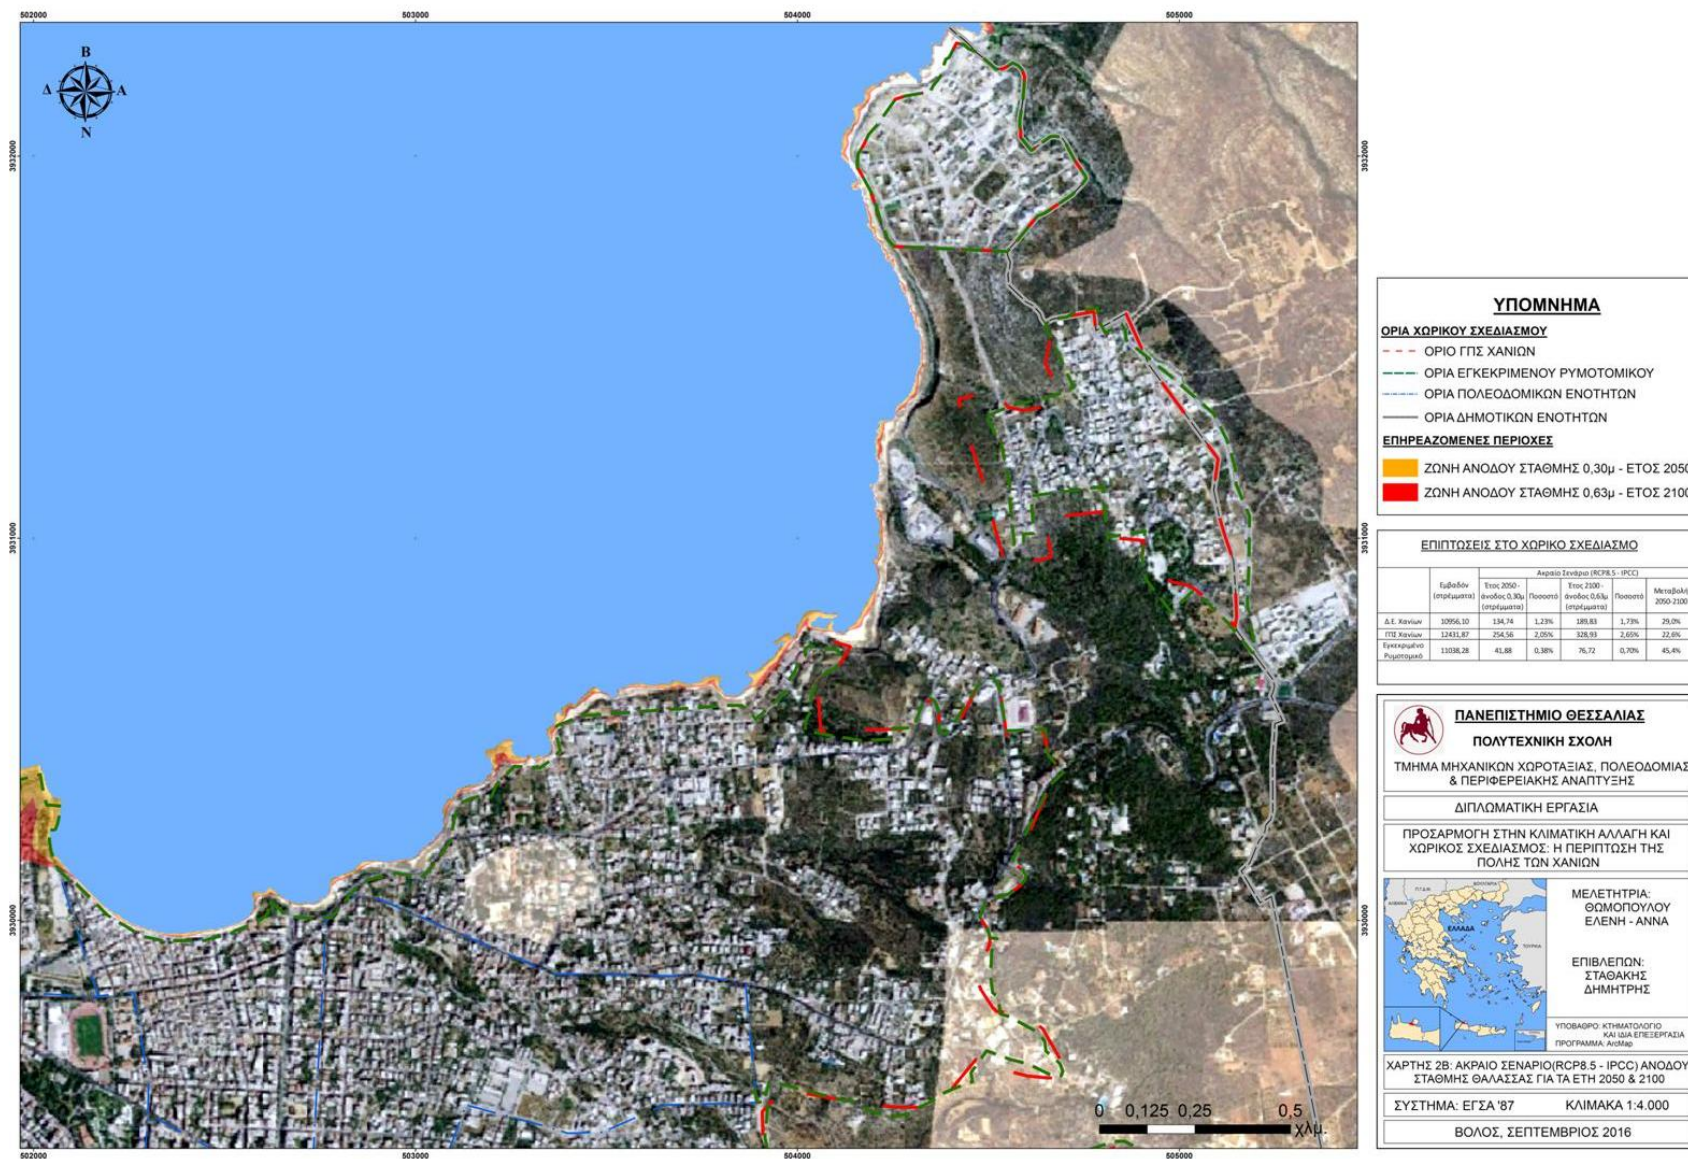 502000 503000 504000 505000
3932000
3931000
3930000
Β
Δ Α
Ν
3932000
3931000
3930000
0 0,125 0,25 0,5
χλμ.
502000 503000 504000 505000
ΥΠΟΜΝΗΜΑ
ΟΡΙΑ ΧΩΡΙΚΟΥ ΣΧΕΔΙΑΣΜΟΥ
ΟΡΙΟ ΓΠΣ ΧΑΝΙΩΝ
ΟΡΙΑ ΕΓΚΕΚΡΙΜΕΝΟΥ ΡΥΜΟΤΟΜΙΚΟΥ
ΟΡΙΑ ΠΟΛΕΟΔΟΜΙΚΩΝ ΕΝΟΤΗΤΩΝ
ΟΡΙΑ ΔΗΜΟΤΙΚΩΝ ΕΝΟΤΗΤΩΝ
ΕΠΗΡΕΑΖΟΜΕΝΕΣ ΠΕΡΙΟΧΕΣ
ΖΩΝΗ ΑΝΟΔΟΥ ΣΤΑΘΜΗΣ 0,30μ - ΕΤΟΣ 2050
ΖΩΝΗ ΑΝΟΔΟΥ ΣΤΑΘΜΗΣ 0,63μ - ΕΤΟΣ 2100
ΕΠΙΠΤΩΣΕΙΣ ΣΤΟ ΧΩΡΙΚΟ ΣΧΕΔΙΑΣΜΟ
Ακραίο Σενάριο (RCP8.5 - IPCC)
Εμβαδόν (στρέμματα) Έτος 2050 - άνοδος 0,30μ (στρέμματα) Ποσοστό Έτος 2100 - άνοδος 0,63μ (στρέμματα) Ποσοστό Μεταβολή 2050-2100
Δ.Ε. Χανίων 10956,10 134,74 1,23% 189,83 1,73% 29,0%
ΓΠΣ Χανίων 12431,87 254,56 2,05% 328,93 2,65% 22,6%
Εγκεκριμένο Ρυμοτομικό 11038,28 41,88 0,38% 76,72 0,70% 45,4%
ΠΑΝΕΠΙΣΤΗΜΙΟ ΘΕΣΣΑΛΙΑΣ
ΠΟΛΥΤΕΧΝΙΚΗ ΣΧΟΛΗ
ΤΜΗΜΑ ΜΗΧΑΝΙΚΩΝ ΧΩΡΟΤΑΞΙΑΣ, ΠΟΛΕΟΔΟΜΙΑΣ
& ΠΕΡΙΦΕΡΕΙΑΚΗΣ ΑΝΑΠΤΥΞΗΣ
ΔΙΠΛΩΜΑΤΙΚΗ ΕΡΓΑΣΙΑ
ΠΡΟΣΑΡΜΟΓΗ ΣΤΗΝ ΚΛΙΜΑΤΙΚΗ ΑΛΛΑΓΗ ΚΑΙ
ΧΩΡΙΚΟΣ ΣΧΕΔΙΑΣΜΟΣ: Η ΠΕΡΙΠΤΩΣΗ ΤΗΣ
ΠΟΛΗΣ ΤΩΝ ΧΑΝΙΩΝ
ΕΛΛΑΔΑ
ΤΟΥΡΚΙΑ
ΜΕΛΕΤΗΤΡΙΑ:
ΘΩΜΟΠΟΥΛΟΥ
ΕΛΕΝΗ - ΑΝΝΑ
ΕΠΙΒΛΕΠΩΝ:
ΣΤΑΘΑΚΗΣ
ΔΗΜΗΤΡΗΣ
ΥΠΟΒΑΘΡΟ: ΚΤΗΜΑΤΟΛΟΓΙΟ
ΚΑΙ ΙΔΙΑ ΕΠΕΞΕΡΓΑΣΙΑ
ΠΡΟΓΡΑΜΜΑ: ArcMap
ΧΑΡΤΗΣ 2Β: ΑΚΡΑΙΟ ΣΕΝΑΡΙΟ(RCP8.5 - IPCC) ΑΝΟΔΟΥ
ΣΤΑΘΜΗΣ ΘΑΛΑΣΣΑΣ ΓΙΑ ΤΑ ΕΤΗ 2050 & 2100
ΣΥΣΤΗΜΑ: ΕΓΣΑ '87 ΚΛΙΜΑΚΑ 1:4.000
ΒΟΛΟΣ, ΣΕΠΤΕΜΒΡΙΟΣ 2016